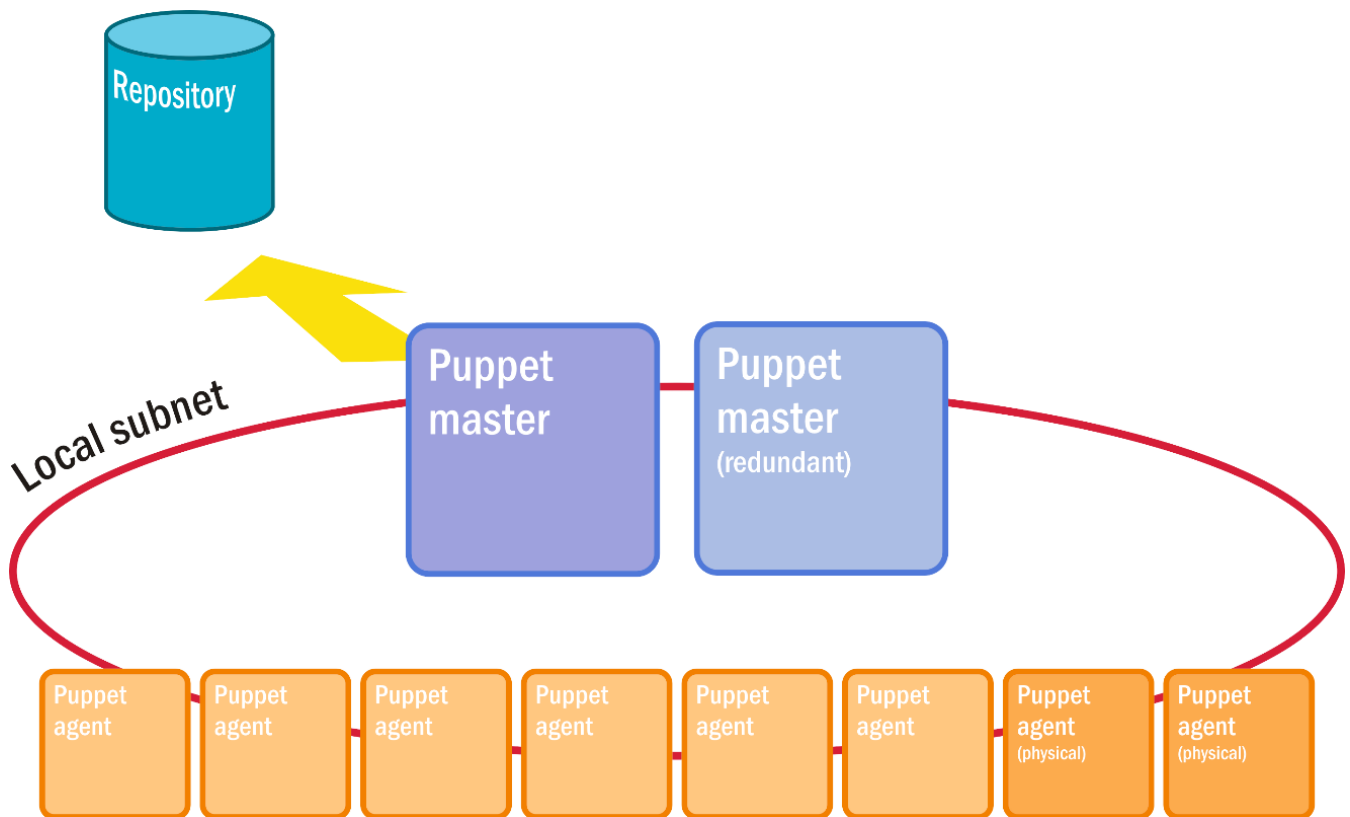 Repository
Local subnet
Puppet
master
Puppet
master
(redundant)
Puppet
agent
Puppet
agent
Puppet
agent
Puppet
agent
Puppet
agent
Puppet
agent
Puppet
agent
(physical)
Puppet
agent
(physical)